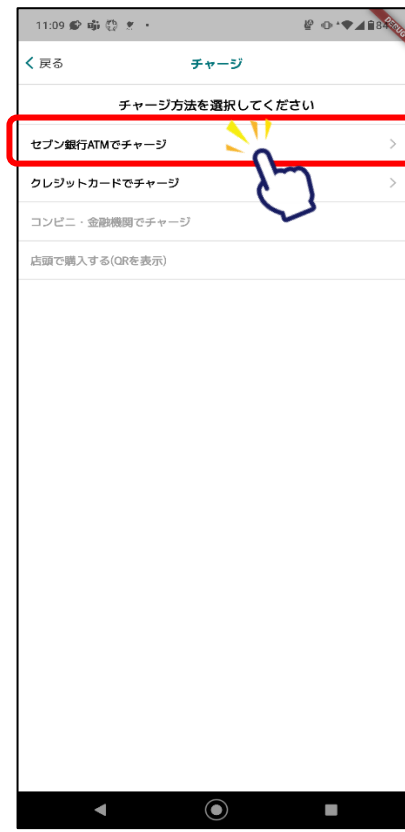 11:09
84
DEBUG
戻る
チャージ
チャージ方法を選択してください
セブン銀行ATMでチャージ
クレジットカードでチャージ
コンビニ・金融機関でチャージ
店頭で購入する(QRを表示)